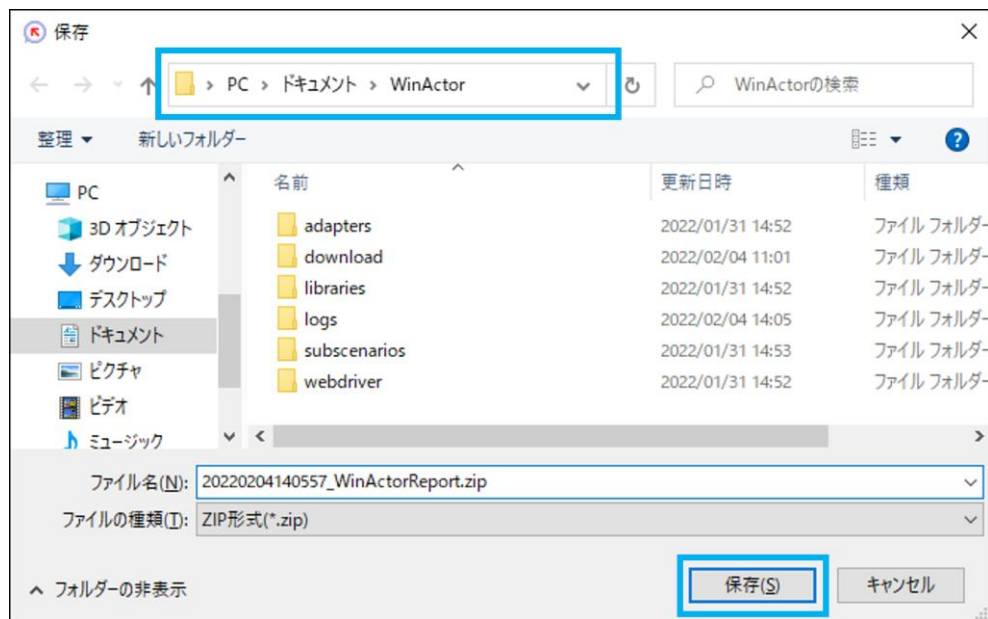 保存
PC › ドキュメント › WinActor
WinActorの検索
整理 新しいフォルダー
名前 更新日時 種類
PC
3D オブジェクト
ダウンロード
デスクトップ
ドキュメント
ピクチャ
ビデオ
ミュージック
adapters 2022/01/31 14:52 ファイル フォルダー
download 2022/02/04 11:01 ファイル フォルダー
libraries 2022/01/31 14:52 ファイル フォルダー
logs 2022/02/04 14:05 ファイル フォルダー
subscenarios 2022/01/31 14:53 ファイル フォルダー
webdriver 2022/01/31 14:52 ファイル フォルダー
ファイル名(N): 20220204140557_WinActorReport.zip
ファイルの種類(T): ZIP形式(*.zip)
フォルダーの非表示 保存(S) キャンセル